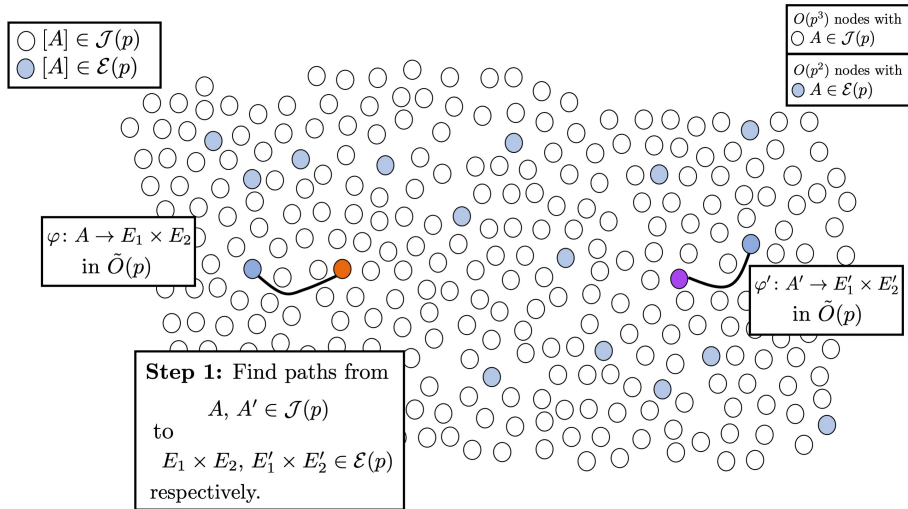 [A] ∈ 𝒥(p)
[A] ∈ ℰ(p)
O(p³) nodes with
A ∈ 𝒥(p)
O(p²) nodes with
A ∈ ℰ(p)
φ: A → E₁ × E₂
in Õ(p)
φ′: A′ → E′₁ × E′₂
in Õ(p)
Step 1: Find paths from
A, A′ ∈ 𝒥(p)
to
E₁ × E₂, E′₁ × E′₂ ∈ ℰ(p)
respectively.